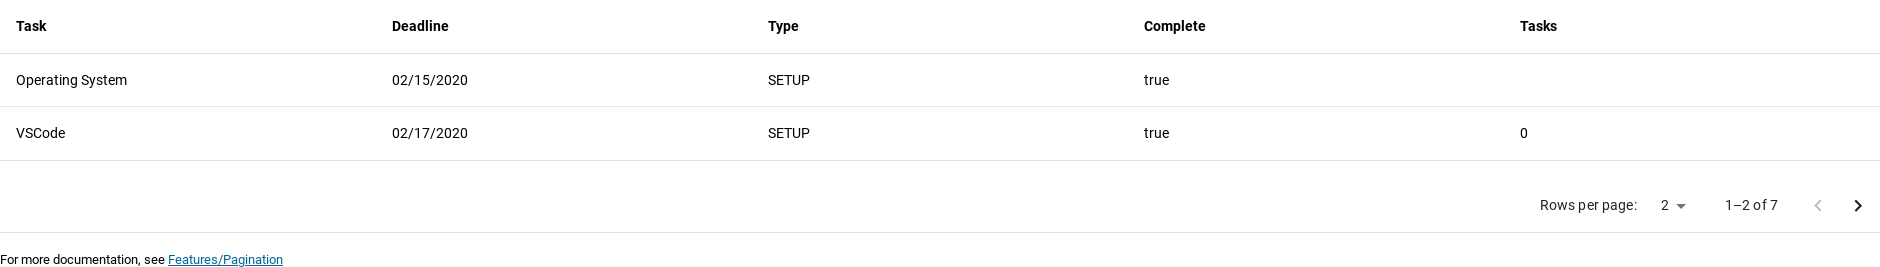 Task Deadline Type Complete Tasks
Operating System 02/15/2020 SETUP true
VSCode 02/17/2020 SETUP true 0
Rows per page: 2 1–2 of 7
For more documentation, see Features/Pagination